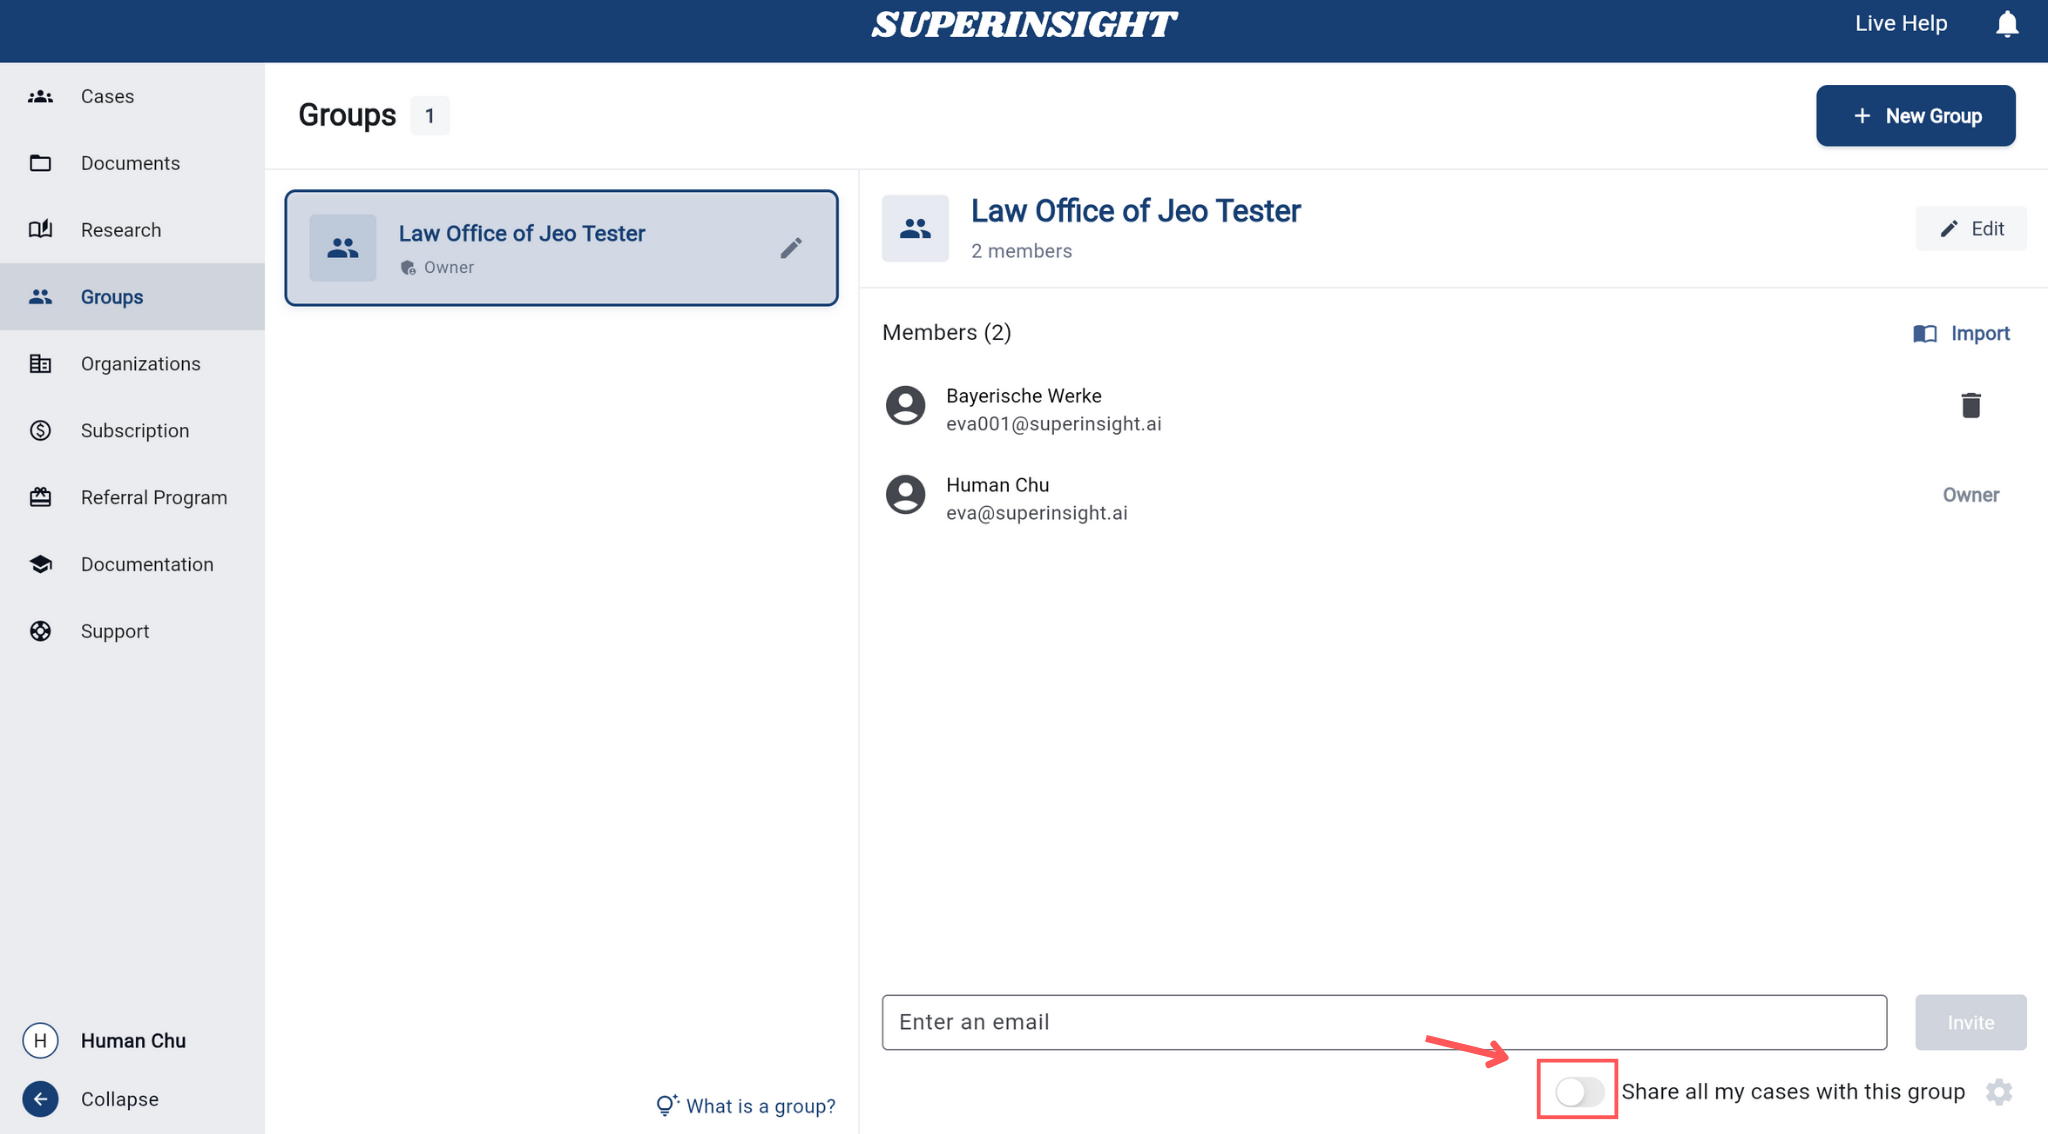 SUPERINSIGHT
Live Help
Cases
Documents
Research
Groups
Organizations
Subscription
Referral Program
Documentation
Support
H Human Chu
Collapse
Groups 1
+ New Group
Law Office of Jeo Tester
Owner
What is a group?
Law Office of Jeo Tester
2 members
Edit
Members (2)
Import
Bayerische Werke
eva001@superinsight.ai
Human Chu
eva@superinsight.ai
Owner
Enter an email
Invite
Share all my cases with this group